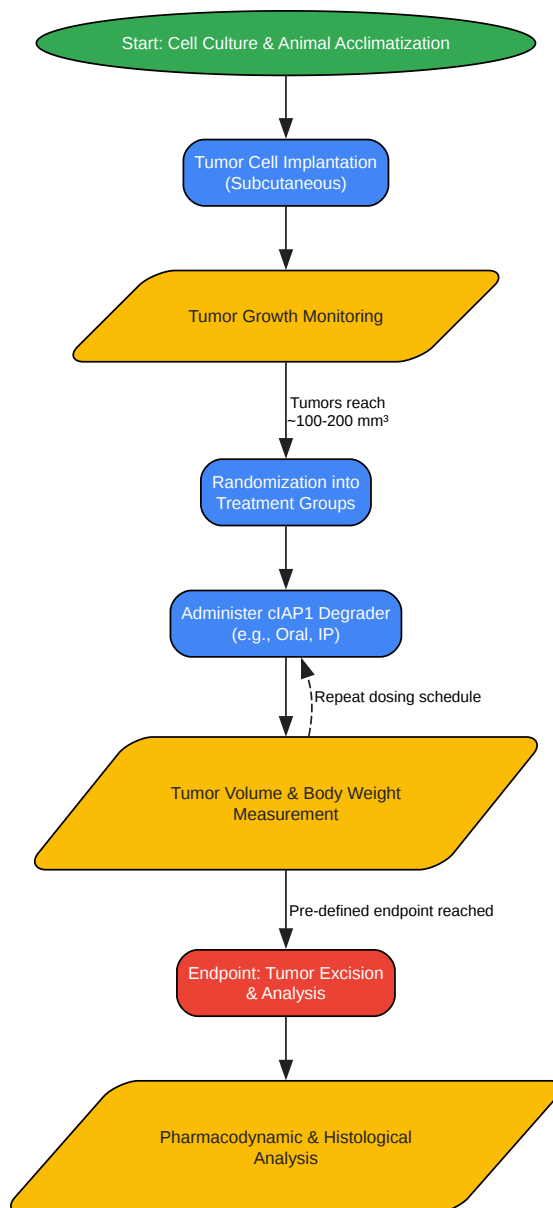 Start: Cell Culture & Animal Acclimatization
Tumor Cell Implantation
(Subcutaneous)
Tumor Growth Monitoring
Tumors reach
~100-200 mm³
Randomization into
Treatment Groups
Administer cIAP1 Degrader
(e.g., Oral, IP)
Repeat dosing schedule
Tumor Volume & Body Weight
Measurement
Pre-defined endpoint reached
Endpoint: Tumor Excision
& Analysis
Pharmacodynamic & Histological
Analysis